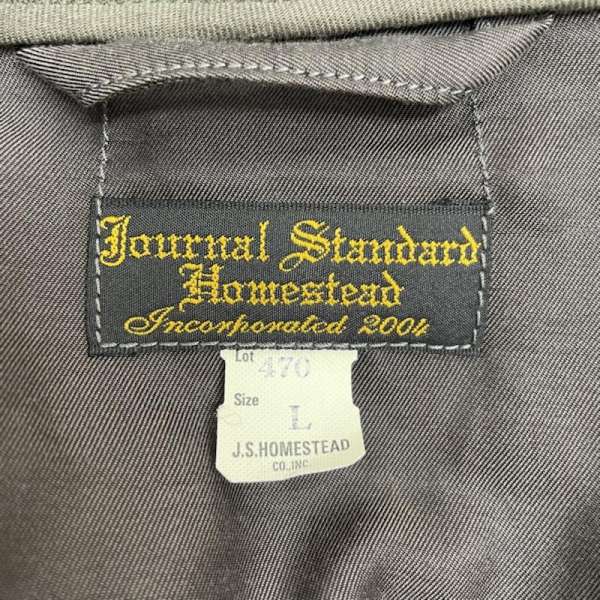 Journal Standard
Homestead
Incorporated 2004
Lot 470
Size L
J.S.HOMESTEAD
CO.,INC.